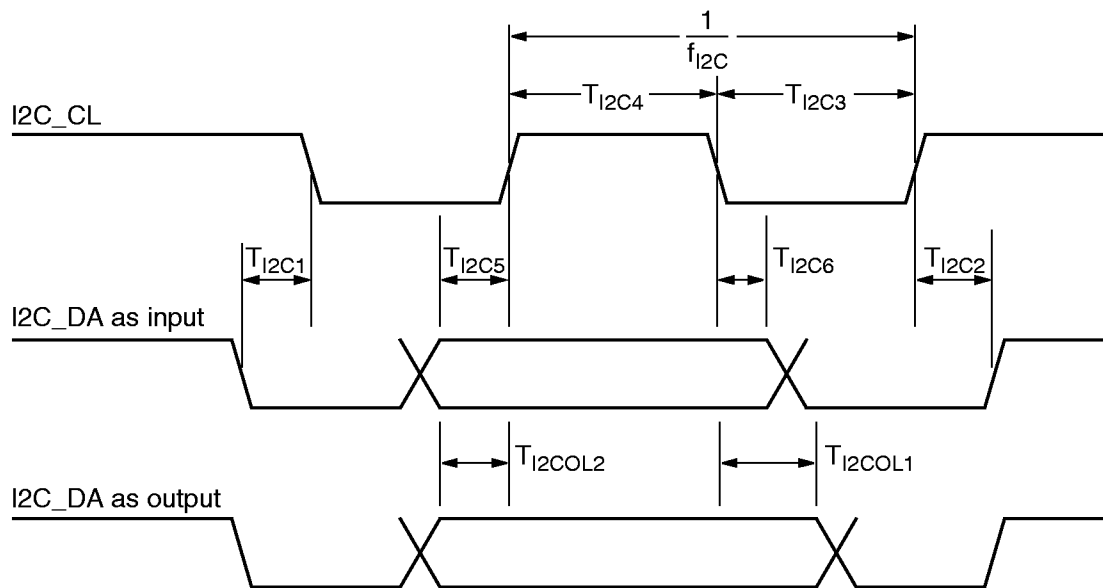 1
fI2C
TI2C4
TI2C3
I2C_CL
TI2C1
TI2C5
TI2C6
TI2C2
I2C_DA as input
TI2COL2
TI2COL1
I2C_DA as output